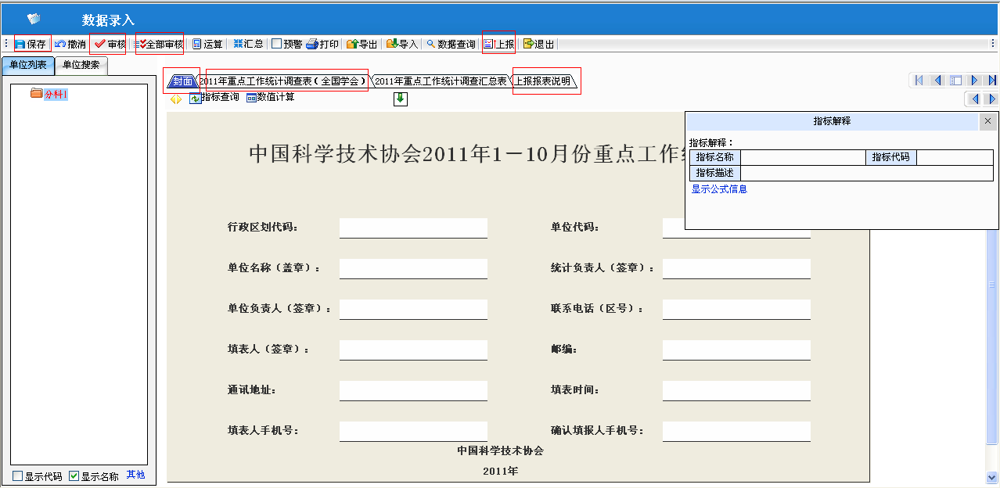 数据录入
保存 撤消 审核 全部审核 运算 汇总 预警 打印 导出 导入 数据查询 上报 退出
单位列表 单位搜索
封面 2011年重点工作统计调查表(全国学会) 2011年重点工作统计调查汇总表 上报报表说明
指标查询 数值计算
分科1
中国科学技术协会2011年1－10月份重点工作
指标解释
指标解释：
指标名称 指标代码
指标描述
显示公式信息
行政区划代码： 单位代码：
单位名称（盖章）： 统计负责人（签章）：
单位负责人（签章）： 联系电话（区号）：
填表人（签章）： 邮编：
通讯地址： 填表时间：
填表人手机号： 确认填报人手机号：
中国科学技术协会
2011年
显示代码 显示名称 其他